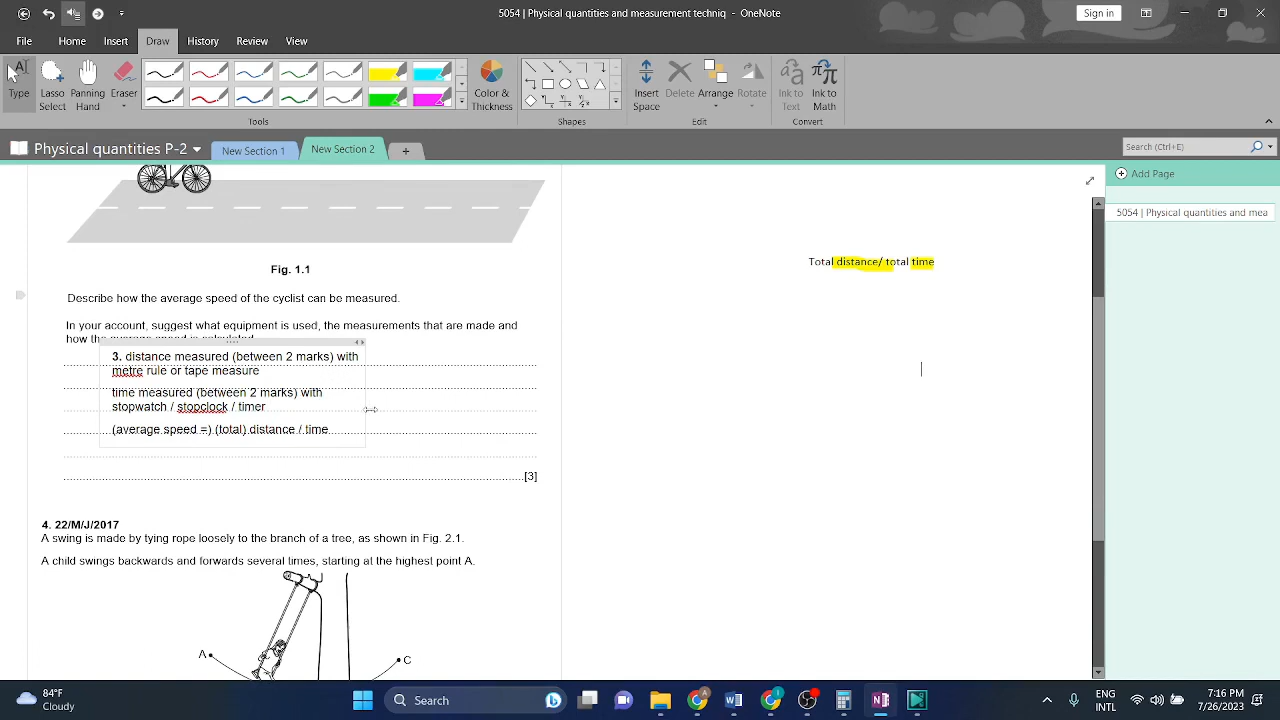 5054 | Physical quantities and measurement techniq - OneNote
Sign in
File Home Insert Draw History Review View
Type
Lasso Select
Panning Hand
Eraser
Color & Thickness
Insert Space
Delete
Arrange
Rotate
Ink to Text
Ink to Math
Tools
Shapes
Edit
Convert
Physical quantities P-2
New Section 1
New Section 2
Search (Ctrl+E)
Add Page
5054 | Physical quantities and mea
Fig. 1.1
Total distance/ total time
Describe how the average speed of the cyclist can be measured.
In your account, suggest what equipment is used, the measurements that are made and
how the average speed is calculated.
3. distance measured (between 2 marks) with
metre rule or tape measure
time measured (between 2 marks) with
stopwatch / stopclock / timer
(average speed =) (total) distance / time
[3]
4. 22/M/J/2017
A swing is made by tying rope loosely to the branch of a tree, as shown in Fig. 2.1.
A child swings backwards and forwards several times, starting at the highest point A.
A
C
84°F
Cloudy
Search
ENG
INTL
7:16 PM
7/26/2023